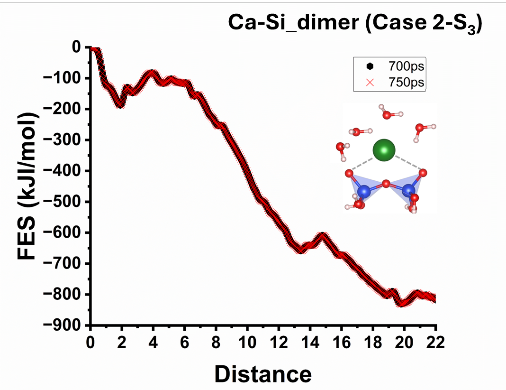 Ca-Si_dimer (Case 2-S3)
700ps
750ps
0
−100
−200
−300
−400
−500
−600
−700
−800
−900
FES (kJl/mol)
0 2 4 6 8 10 12 14 16 18 20 22
Distance